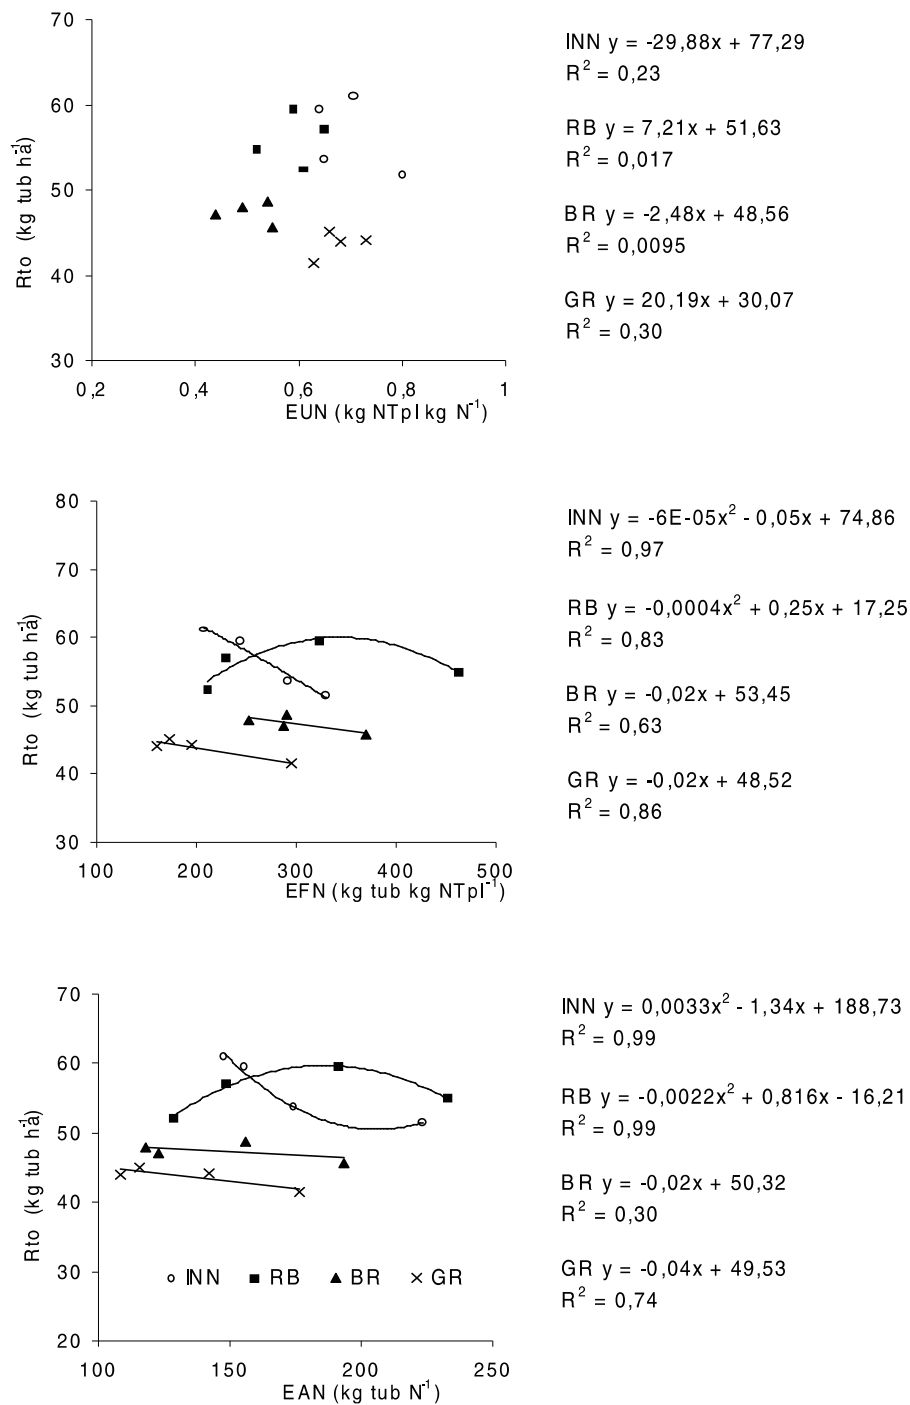 70
60
50
40
30
Rto (kg tub ha⁻¹)
0,2 0,4 0,6 0,8 1
EUN (kg NTpl kg N⁻¹)
INN y = -29,88x + 77,29
R² = 0,23
RB y = 7,21x + 51,63
R² = 0,017
BR y = -2,48x + 48,56
R² = 0,0095
GR y = 20,19x + 30,07
R² = 0,30
80
70
60
50
40
30
Rto (kg tub ha⁻¹)
100 200 300 400 500
EFN (kg tub kg NTpl⁻¹)
INN y = -6E-05x² - 0,05x + 74,86
R² = 0,97
RB y = -0,0004x² + 0,25x + 17,25
R² = 0,83
BR y = -0,02x + 53,45
R² = 0,63
GR y = -0,02x + 48,52
R² = 0,86
70
60
50
40
30
20
Rto (kg tub ha⁻¹)
INN RB BR GR
100 150 200 250
EAN (kg tub N⁻¹)
INN y = 0,0033x² - 1,34x + 188,73
R² = 0,99
RB y = -0,0022x² + 0,816x - 16,21
R² = 0,99
BR y = -0,02x + 50,32
R² = 0,30
GR y = -0,04x + 49,53
R² = 0,74